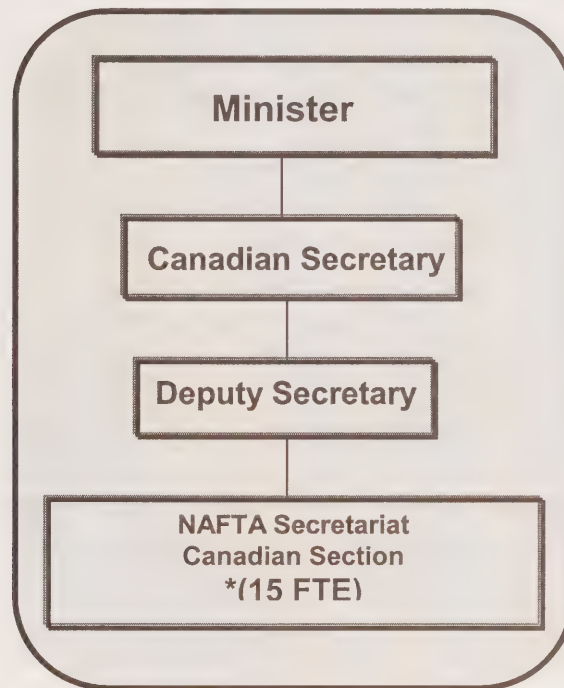 Minister
Canadian Secretary
Deputy Secretary
NAFTA Secretariat
Canadian Section
*(15 FTE)